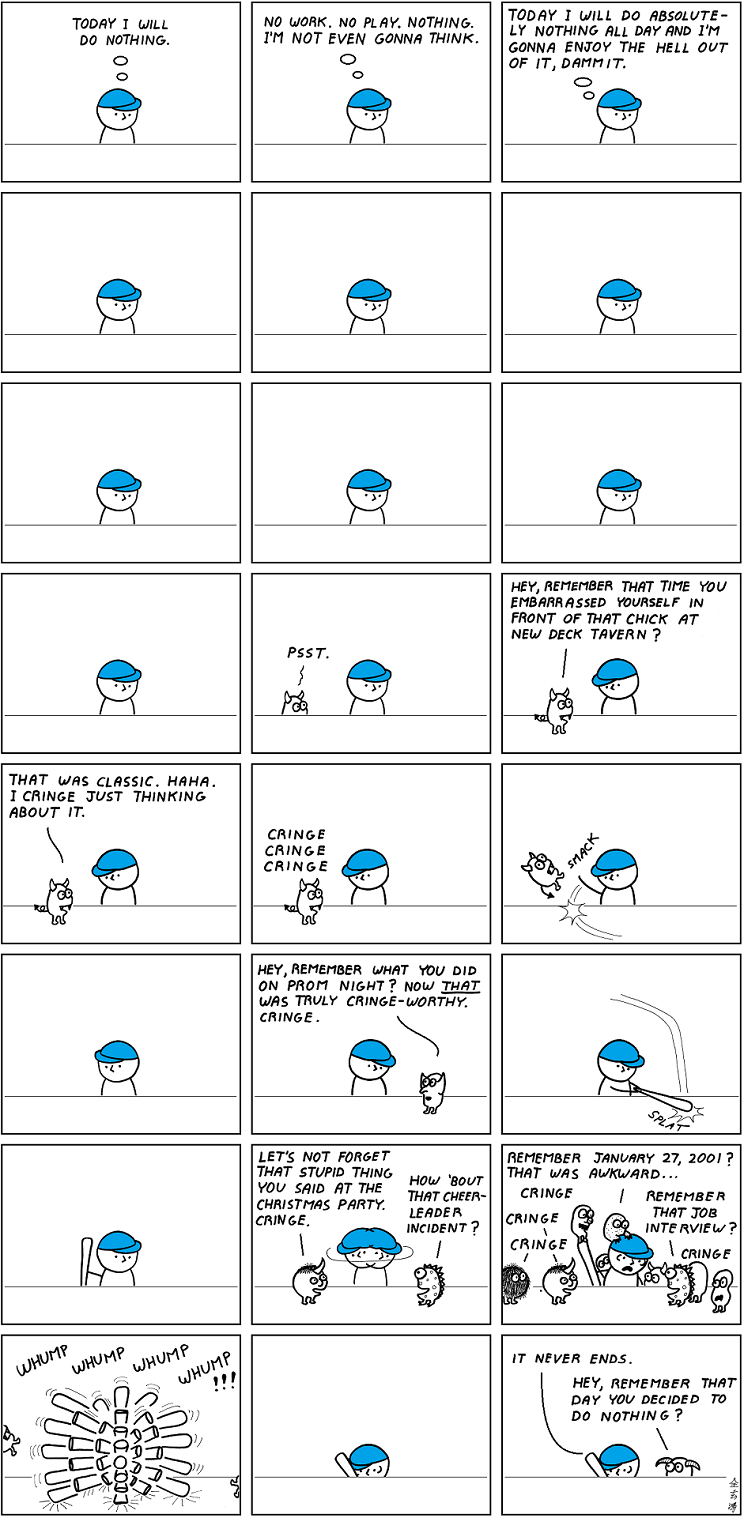 TODAY I WILL
DO NOTHING.
NO WORK. NO PLAY. NOTHING.
I'M NOT EVEN GONNA THINK.
TODAY I WILL DO ABSOLUTE-
LY NOTHING ALL DAY AND I'M
GONNA ENJOY THE HELL OUT
OF IT, DAMMIT.
PSST.
HEY, REMEMBER THAT TIME YOU
EMBARRASSED YOURSELF IN
FRONT OF THAT CHICK AT
NEW DECK TAVERN?
THAT WAS CLASSIC. HAHA.
I CRINGE JUST THINKING
ABOUT IT.
CRINGE
CRINGE
CRINGE
SMACK
HEY, REMEMBER WHAT YOU DID
ON PROM NIGHT? NOW THAT
WAS TRULY CRINGE-WORTHY.
CRINGE.
SPLAT
LET'S NOT FORGET
THAT STUPID THING
YOU SAID AT THE
CHRISTMAS PARTY.
CRINGE.
HOW 'BOUT
THAT CHEER-
LEADER
INCIDENT?
REMEMBER JANUARY 27, 2001?
THAT WAS AWKWARD...
CRINGE
CRINGE
CRINGE
REMEMBER
THAT JOB
INTERVIEW?
CRINGE
WHUMP
WHUMP
WHUMP
WHUMP
!!!
IT NEVER ENDS.
HEY, REMEMBER THAT
DAY YOU DECIDED TO
DO NOTHING?